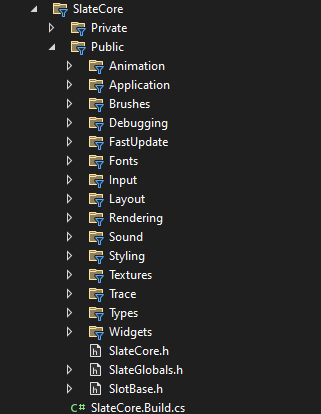 SlateCore
Private
Public
Animation
Application
Brushes
Debugging
FastUpdate
Fonts
Input
Layout
Rendering
Sound
Styling
Textures
Trace
Types
Widgets
h SlateCore.h
h SlateGlobals.h
h SlotBase.h
C# SlateCore.Build.cs